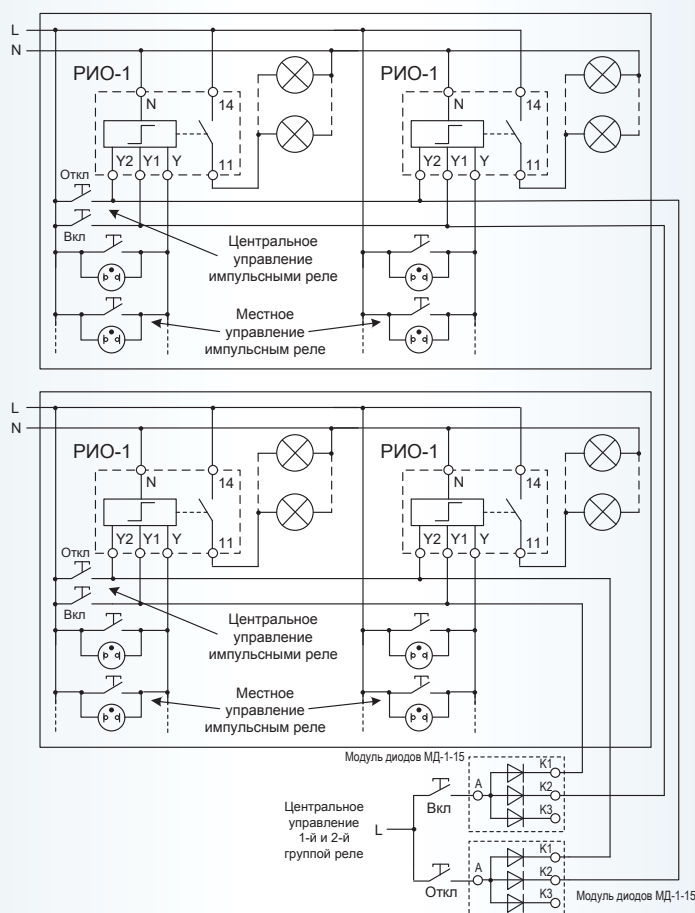 L
N
РИО-1
РИО-1
N
14
N
14
Y2 Y1 Y
11
Y2 Y1 Y
11
Откл
Вкл
Центральное
управление
импульсными реле
Местное
управление
импульсным реле
L
N
РИО-1
РИО-1
N
14
N
14
Y2 Y1 Y
11
Y2 Y1 Y
11
Откл
Вкл
Центральное
управление
импульсными реле
Местное
управление
импульсным реле
Модуль диодов МД-1-15
Центральное
управление
1-й и 2-й
группой реле
L
Вкл
A
K1
K2
K3
Откл
A
K1
K2
K3
Модуль диодов МД-1-15